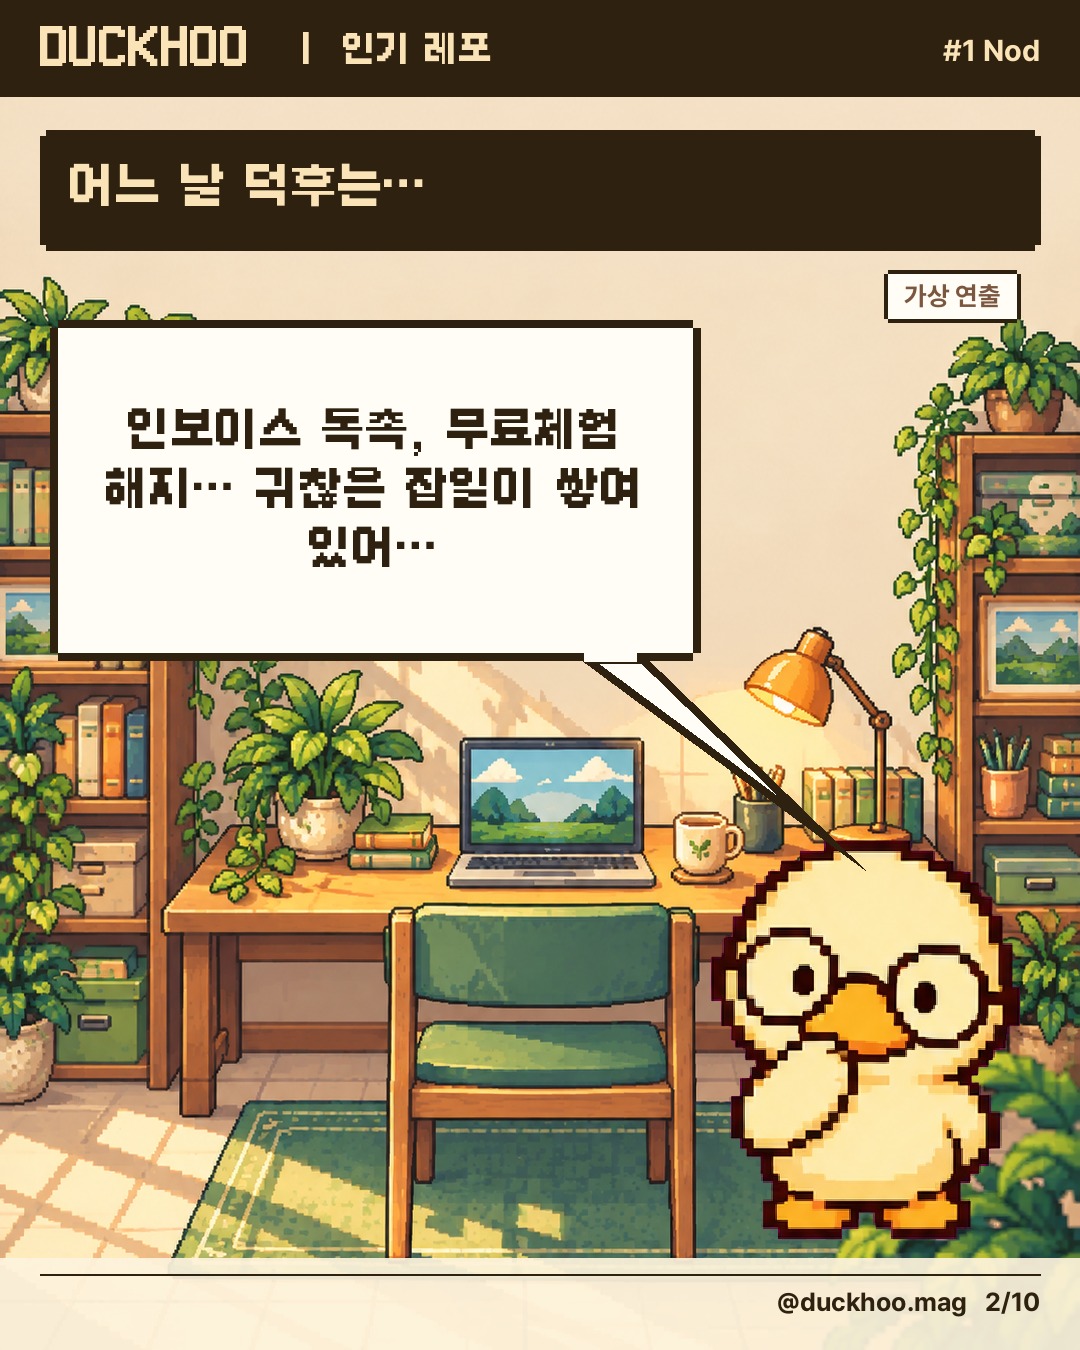 DUCKHOO | 인기 레포
#1 Nod
어느 날 덕후는…
가상 연출
인보이스 독촉, 무료체험
해지… 귀찮은 잡일이 쌓여
있어…
@duckhoo.mag 2/10